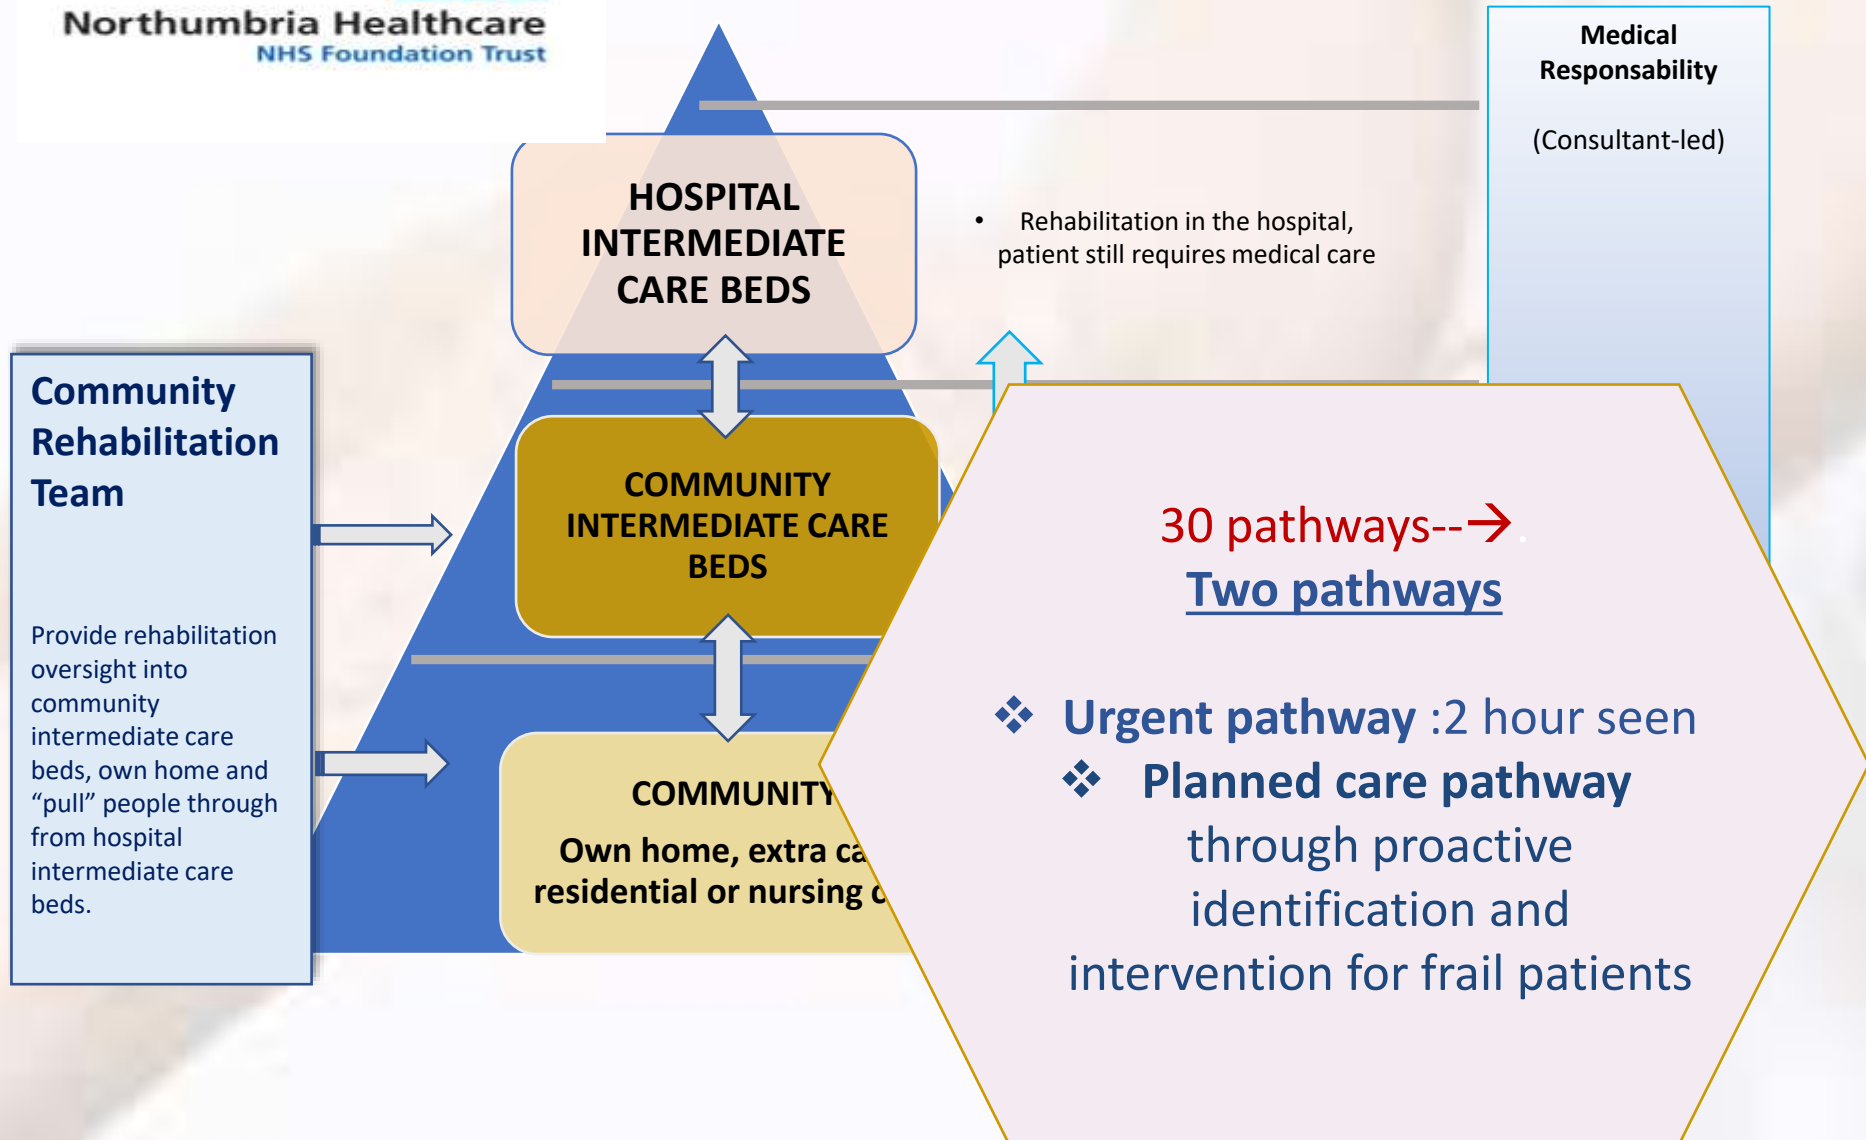 Northumbria Healthcare
NHS Foundation Trust
Medical
Responsability
(Consultant-led)
HOSPITAL
INTERMEDIATE
CARE BEDS
• Rehabilitation in the hospital,
patient still requires medical care
Community
Rehabilitation
Team
Provide rehabilitation
oversight into
community
intermediate care
beds, own home and
“pull” people through
from hospital
intermediate care
beds.
COMMUNITY
INTERMEDIATE CARE
BEDS
COMMUNITY
Own home, extra
residential or nursing
30 pathways--→.
Two pathways
❖ Urgent pathway :2 hour seen
❖ Planned care pathway
through proactive
identification and
intervention for frail patients